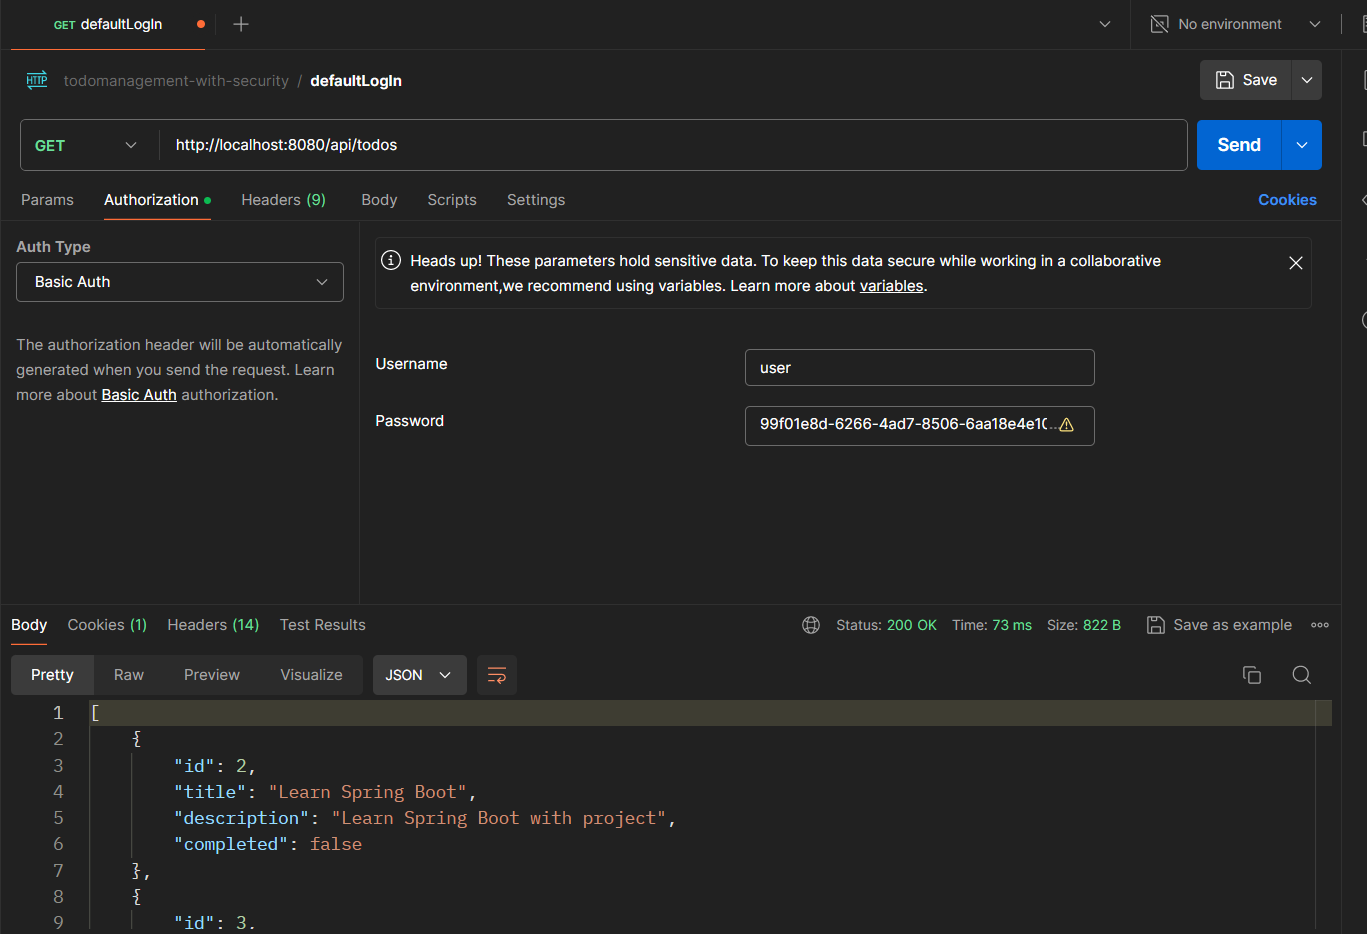 GET defaultLogIn
No environment
HTTP todomanagement-with-security / defaultLogIn
Save
GET http://localhost:8080/api/todos
Send
Params Authorization Headers (9) Body Scripts Settings
Cookies
Auth Type
Basic Auth
The authorization header will be automatically
generated when you send the request. Learn
more about Basic Auth authorization.
Heads up! These parameters hold sensitive data. To keep this data secure while working in a collaborative
environment,we recommend using variables. Learn more about variables.
Username
user
Password
99f01e8d-6266-4ad7-8506-6aa18e4e1...
Body Cookies (1) Headers (14) Test Results
Status: 200 OK Time: 73 ms Size: 822 B
Save as example
Pretty Raw Preview Visualize JSON
1 [
2 {
3 "id": 2,
4 "title": "Learn Spring Boot",
5 "description": "Learn Spring Boot with project",
6 "completed": false
7 },
8 {
9 "id": 3,